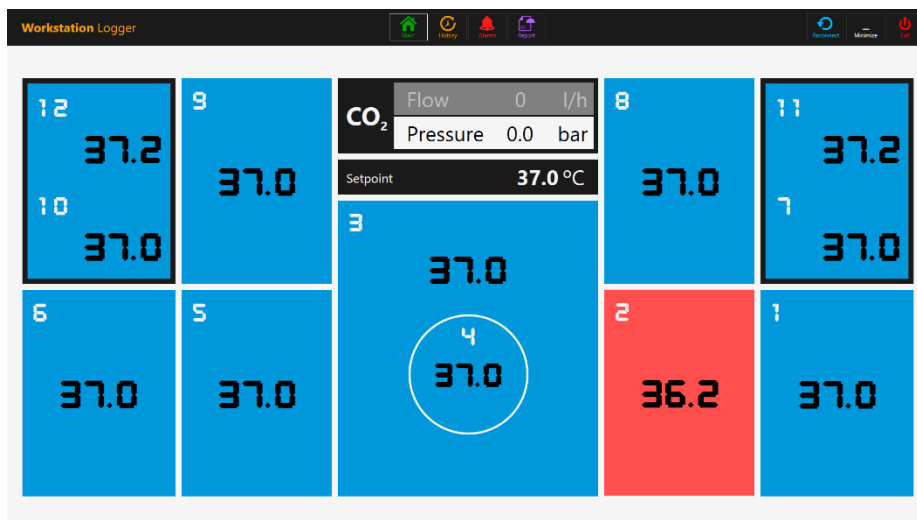 Workstation Logger
Main
History
Alarms
Report
Reconnect
Minimize
Exit
12
37.2
10
37.0
9
37.0
CO2
Flow 0 l/h
Pressure 0.0 bar
Setpoint 37.0 °C
3
37.0
4
37.0
8
37.0
11
37.2
7
37.0
6
37.0
5
37.0
2
36.2
1
37.0